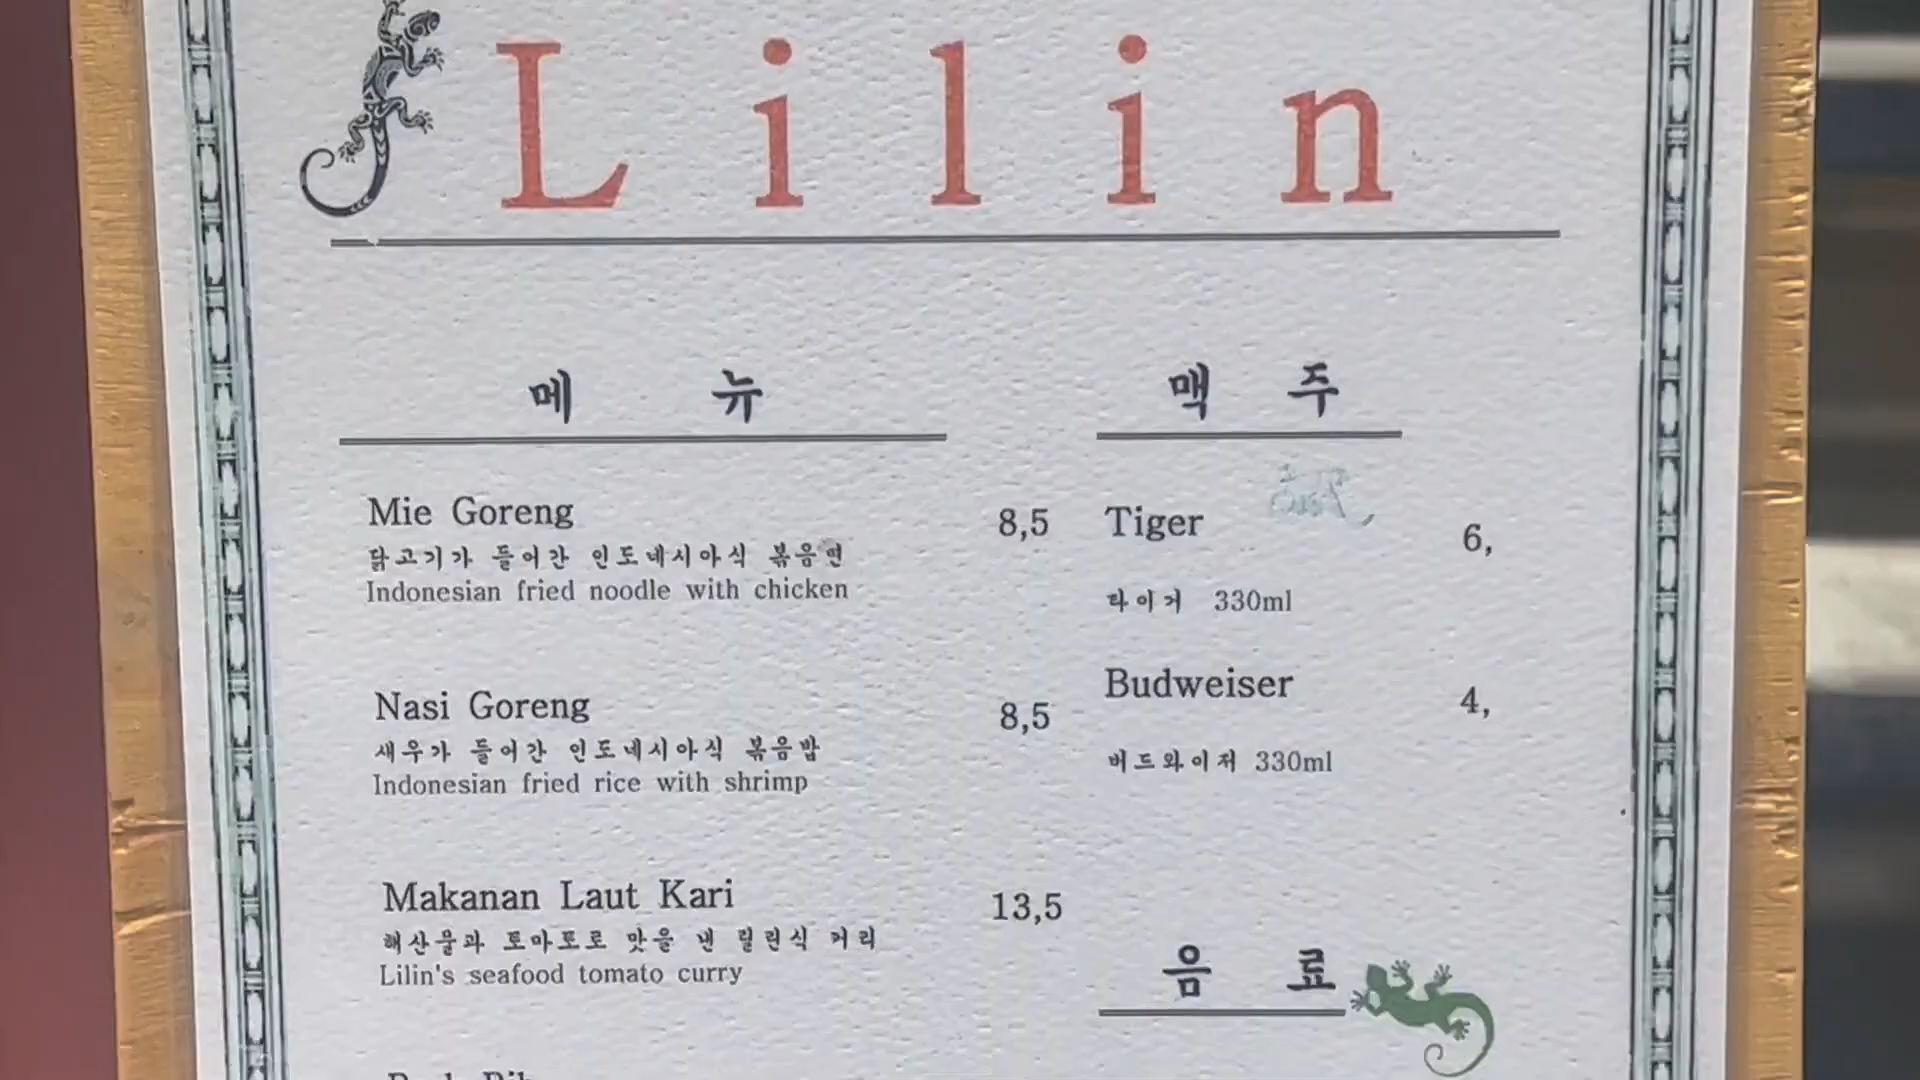 Lilin
메 뉴
Mie Goreng 8,5
닭고기가 들어간 인도네시아식 볶음면
Indonesian fried noodle with chicken
Nasi Goreng 8,5
새우가 들어간 인도네시아식 볶음밥
Indonesian fried rice with shrimp
Makanan Laut Kari 13,5
해산물과 토마토로 맛을 낸 릴린식 커리
Lilin's seafood tomato curry
맥 주
Tiger 6,
타이거 330ml
Budweiser 4,
버드와이저 330ml
음 료